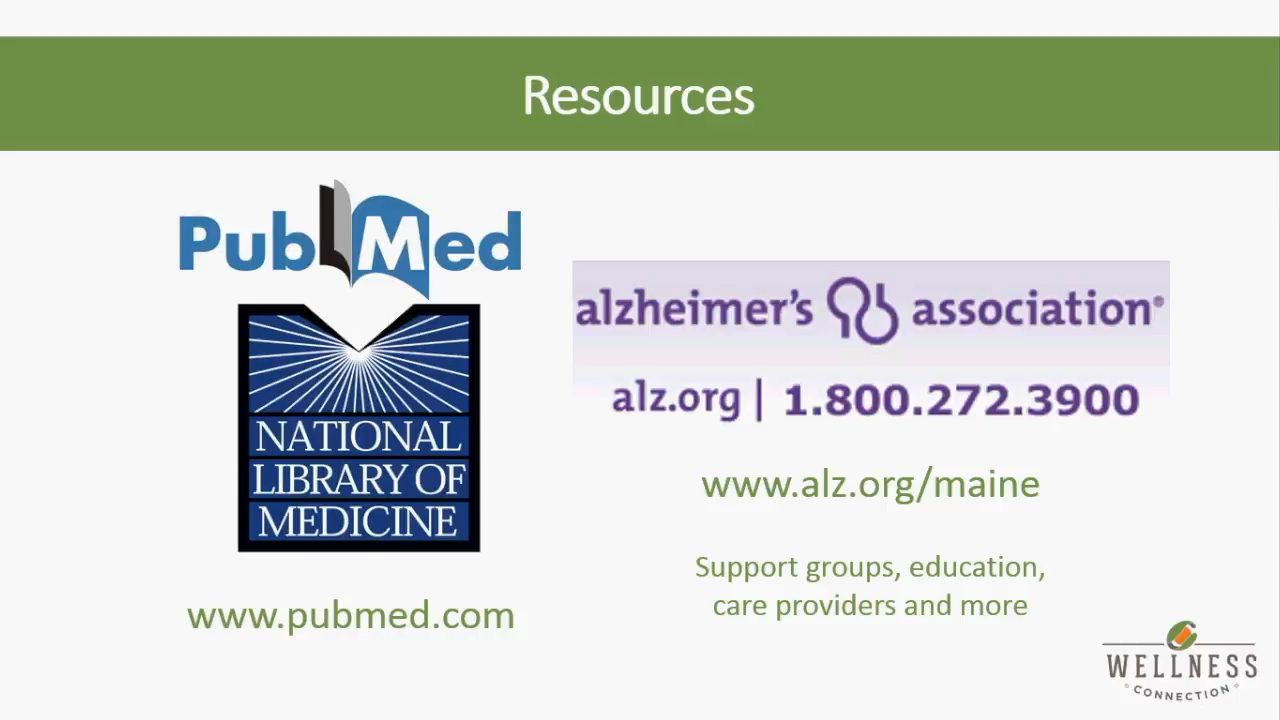 Resources
PubMed
NATIONAL
LIBRARY OF
MEDICINE
www.pubmed.com
alzheimer's association®
alz.org | 1.800.272.3900
www.alz.org/maine
Support groups, education,
care providers and more
WELLNESS
CONNECTION